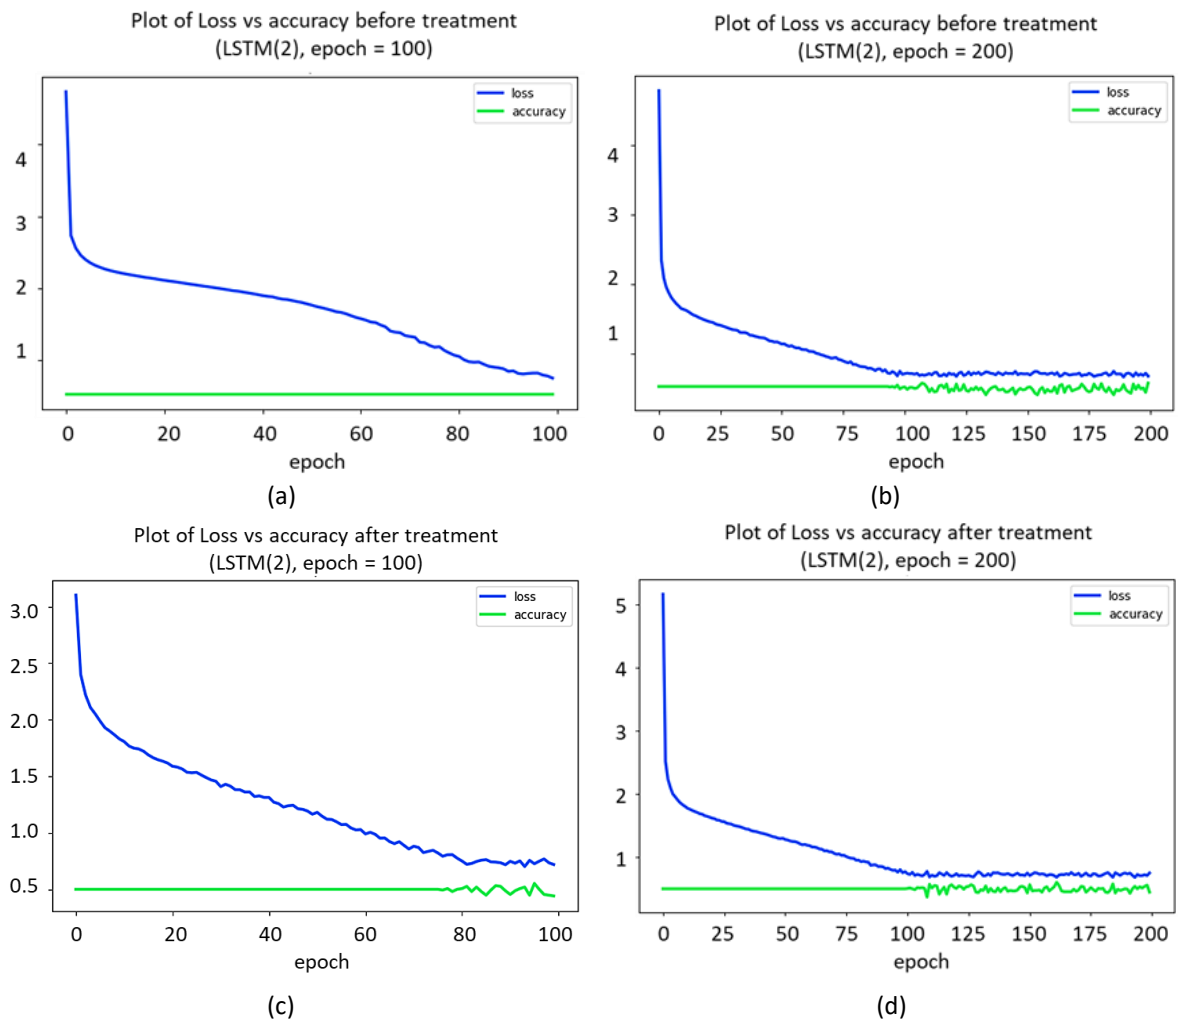 Plot of Loss vs accuracy before treatment
(LSTM(2), epoch = 100)
loss
accuracy
4
3
2
1
0 20 40 60 80 100
epoch
(a)
Plot of Loss vs accuracy before treatment
(LSTM(2), epoch = 200)
loss
accuracy
4
3
2
1
0 25 50 75 100 125 150 175 200
epoch
(b)
Plot of Loss vs accuracy after treatment
(LSTM(2), epoch = 100)
loss
accuracy
3.0
2.5
2.0
1.5
1.0
0.5
0 20 40 60 80 100
epoch
(c)
Plot of Loss vs accuracy after treatment
(LSTM(2), epoch = 200)
loss
accuracy
5
4
3
2
1
0 25 50 75 100 125 150 175 200
epoch
(d)